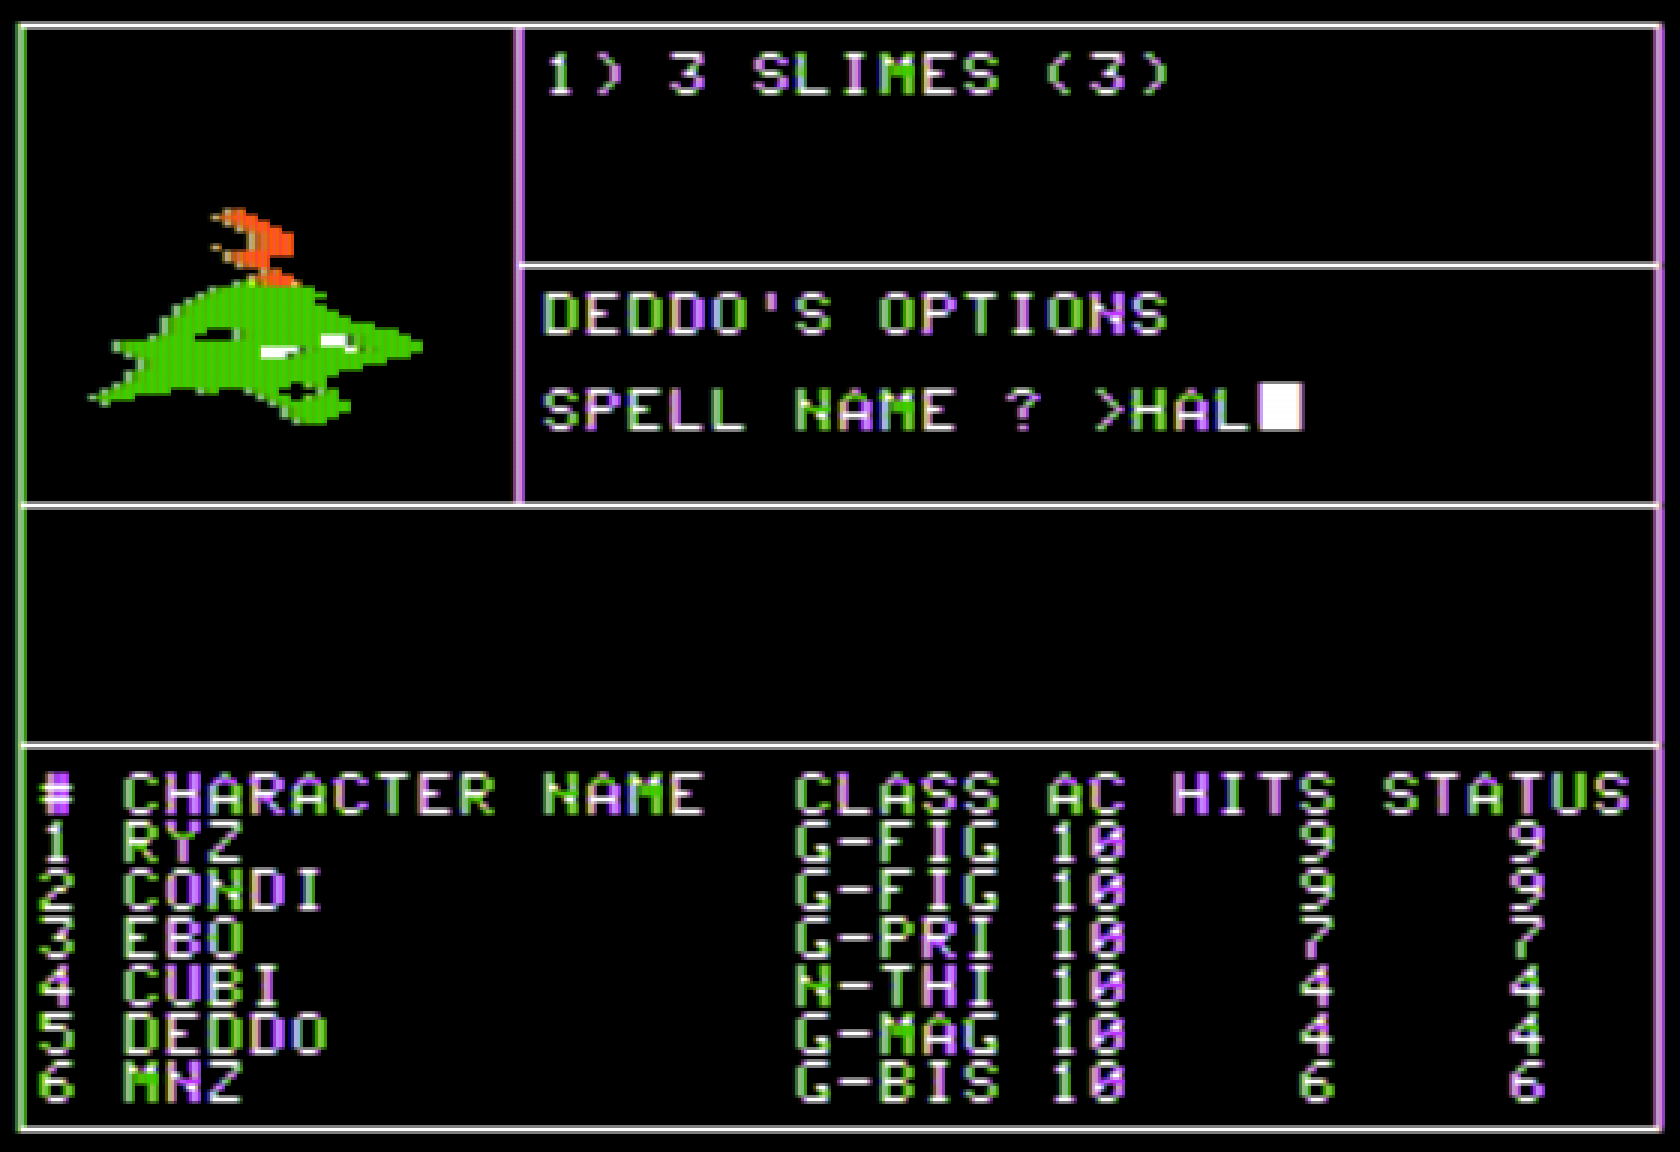 1) 3 SLIMES (3)
DEDDO'S OPTIONS
SPELL NAME ? >HAL
# CHARACTER NAME CLASS AC HITS STATUS
1 RYZ G-FIG 10 9 9
2 CONDI G-FIG 10 9 9
3 EBO G-PRI 10 7 7
4 CUBI N-THI 10 4 4
5 DEDDO G-MAG 10 4 4
6 MNZ G-BIS 10 6 6